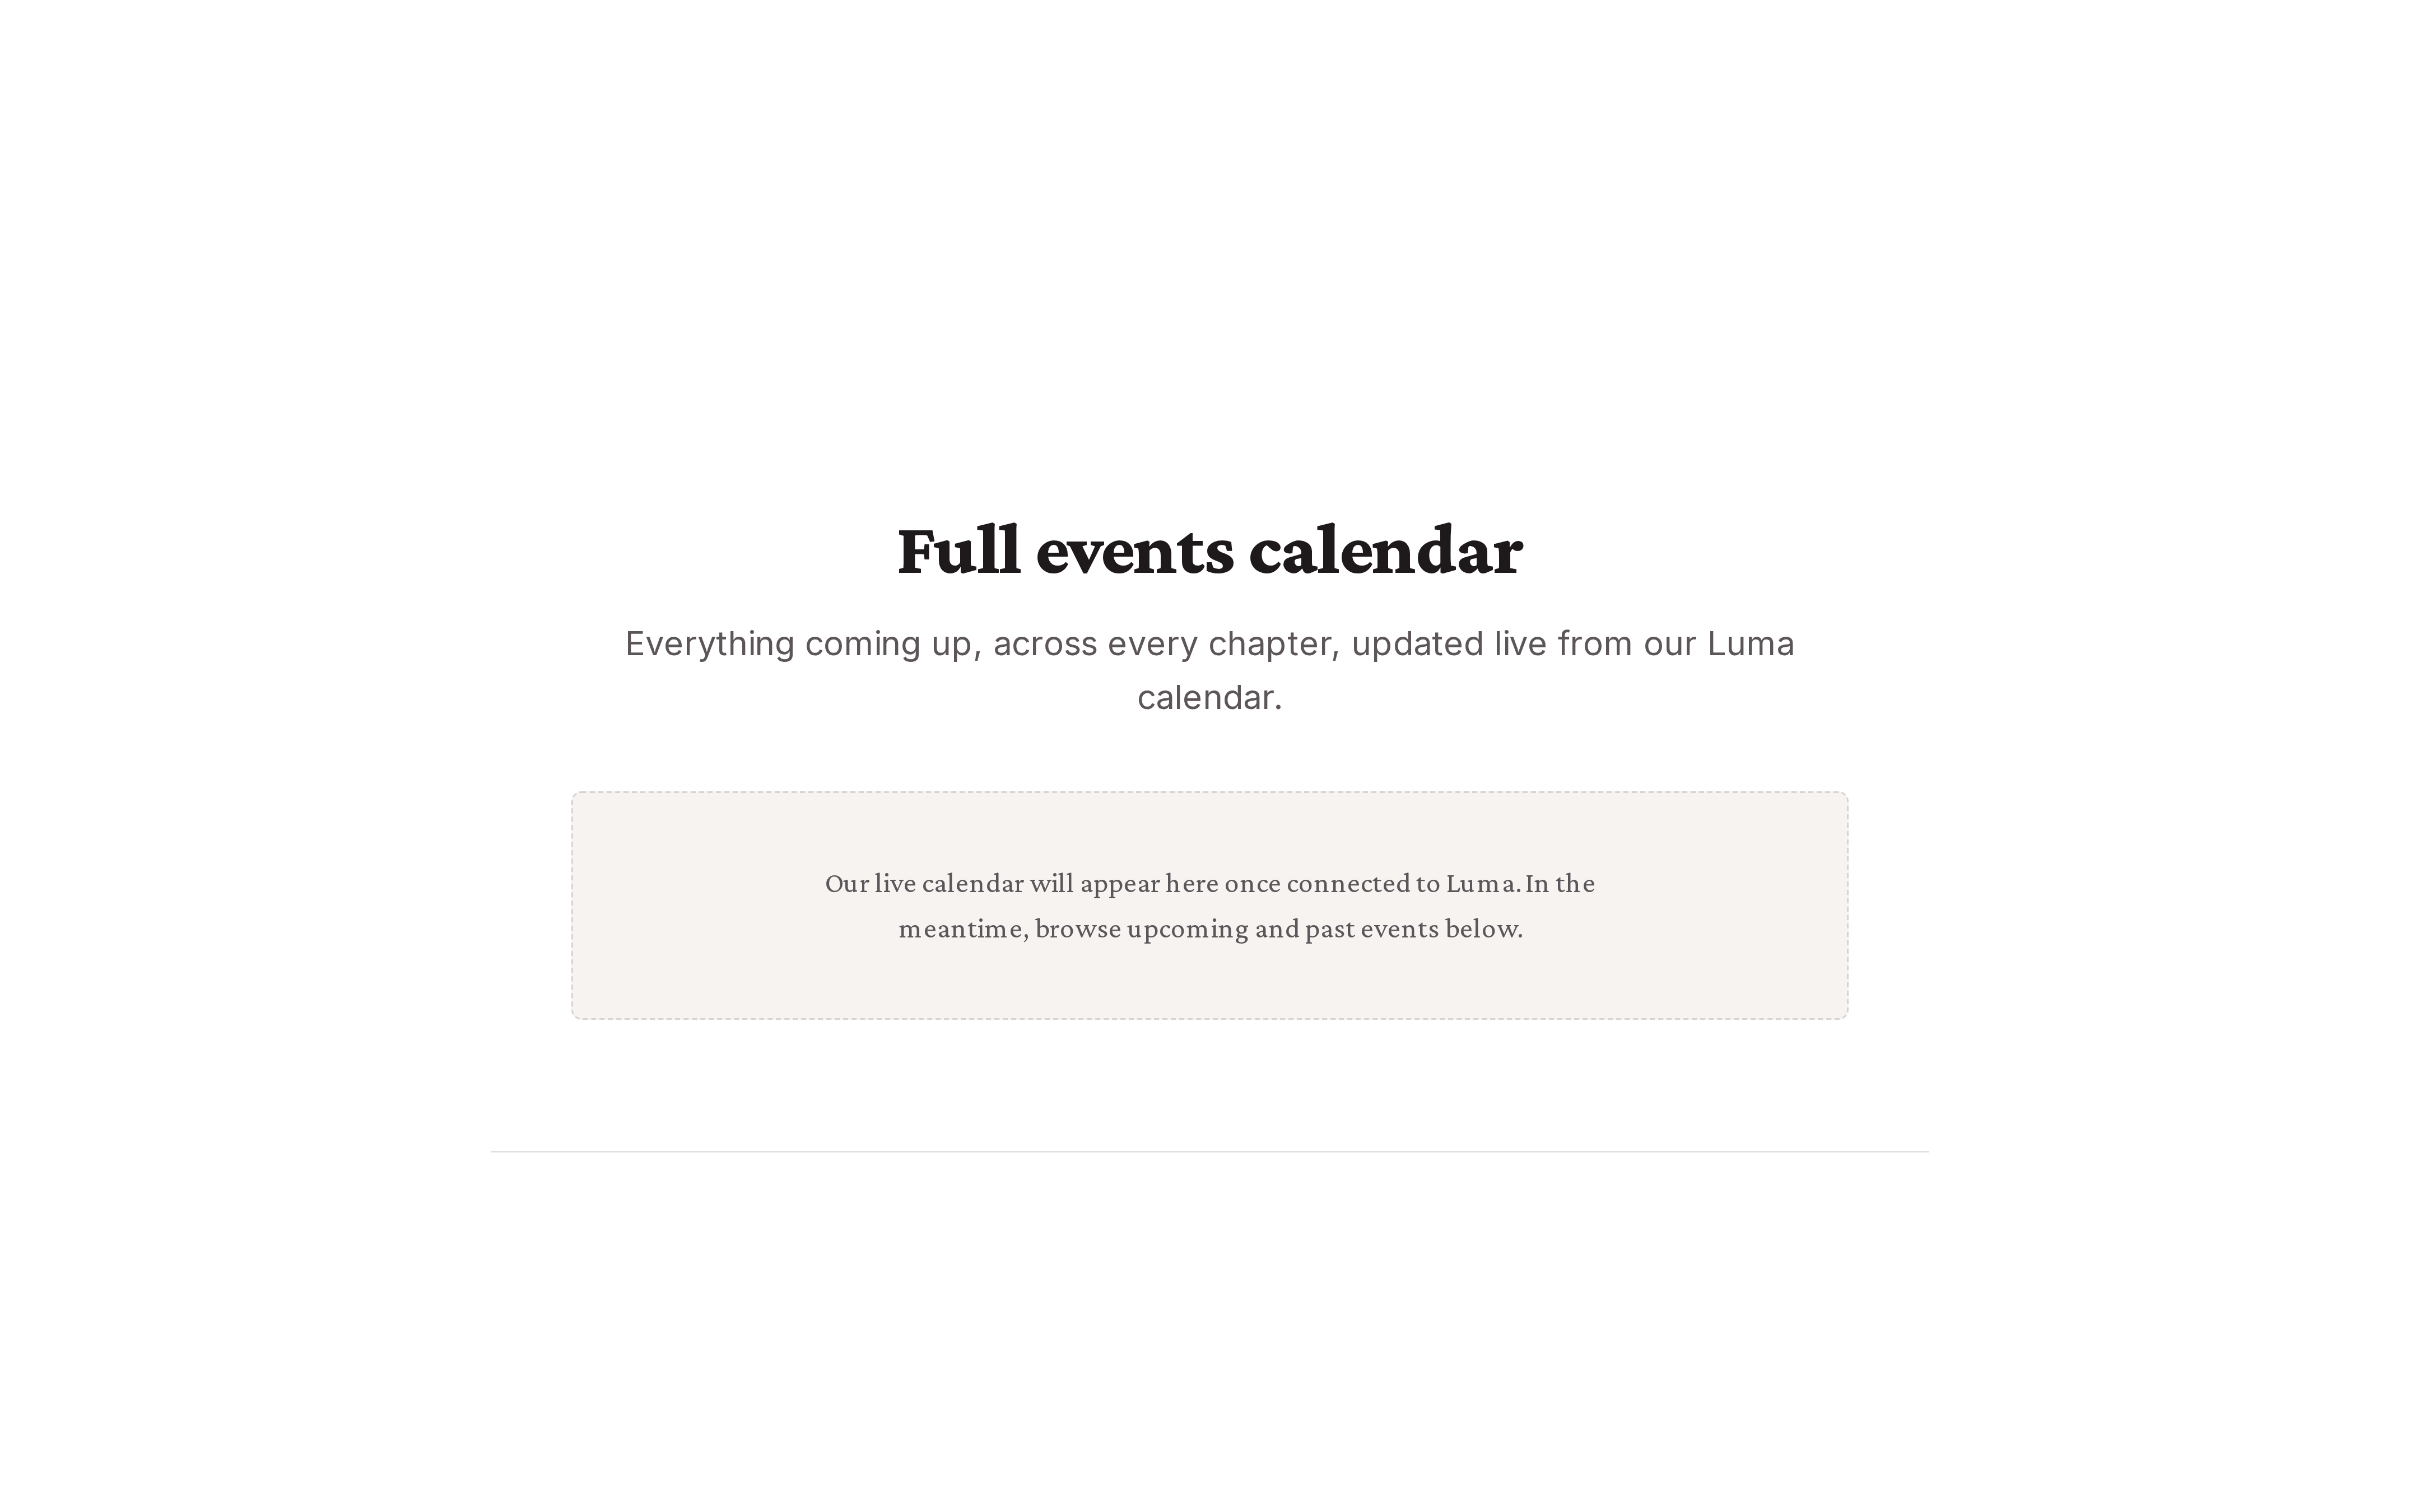 Full events calendar
Everything coming up, across every chapter, updated live from our Luma
calendar.
Our live calendar will appear here once connected to Luma. In the
meantime, browse upcoming and past events below.